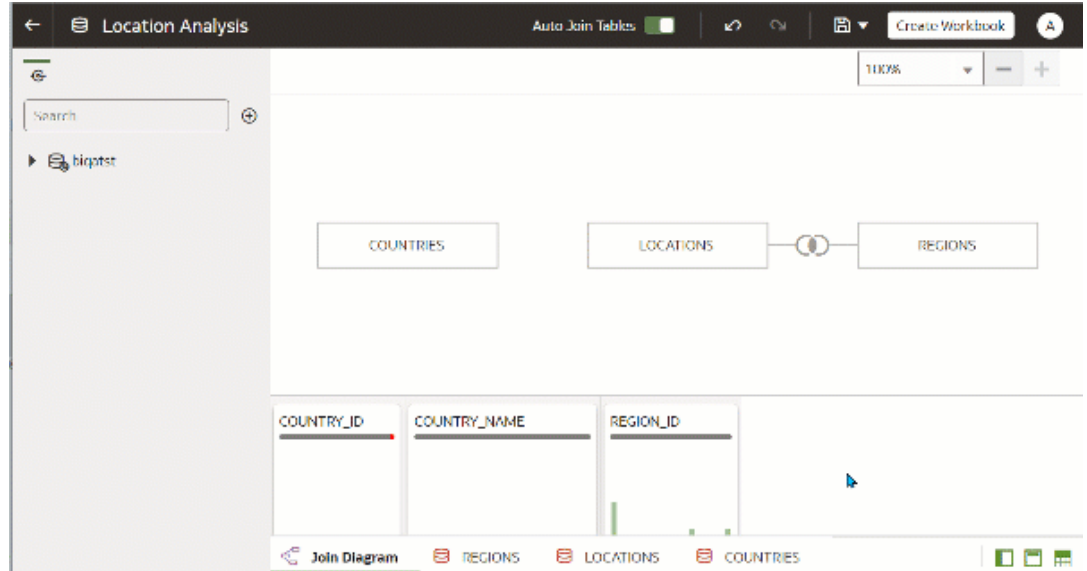 Location Analysis
Auto Join Tables
Create Workbook
A
100%
Search
biqatst
COUNTRIES
LOCATIONS
REGIONS
COUNTRY_ID
COUNTRY_NAME
REGION_ID
Join Diagram
REGIONS
LOCATIONS
COUNTRIES